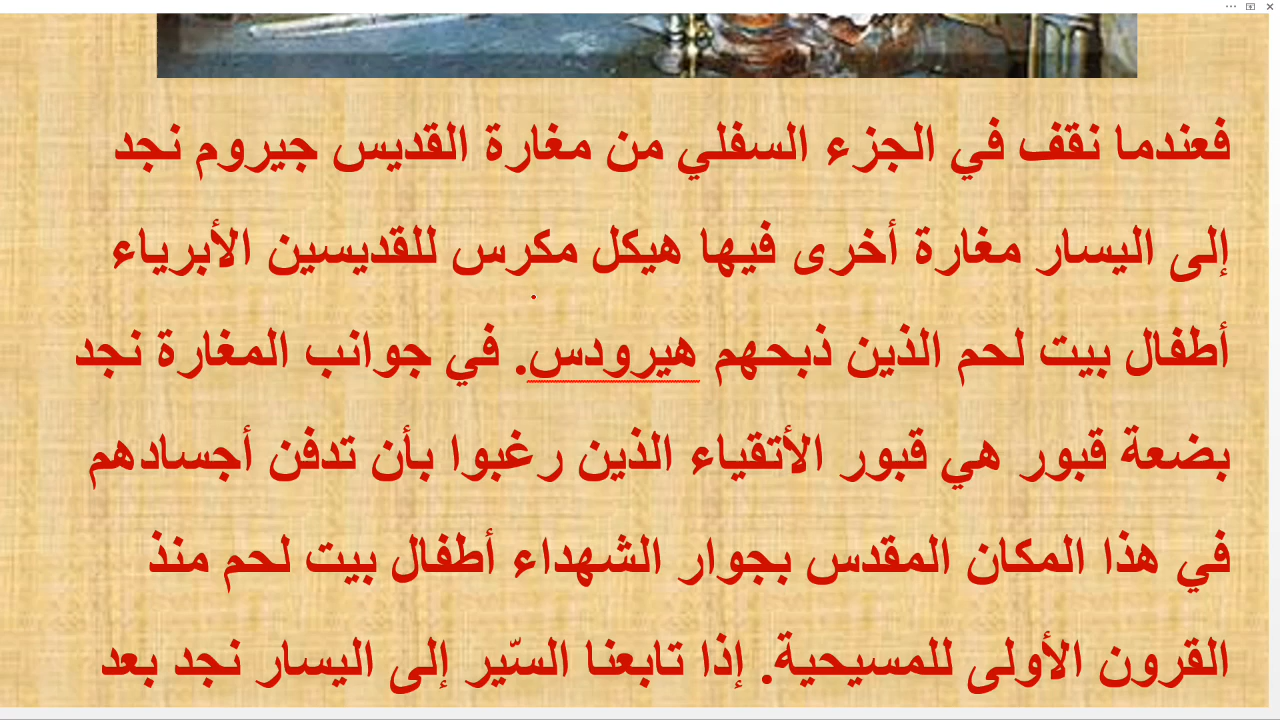 فعندما نقف في الجزء السفلي من مغارة القديس جيروم نجد
إلى اليسار مغارة أخرى فيها هيكل مكرس للقديسين الأبرياء
أطفال بيت لحم الذين ذبحهم هيرودس. في جوانب المغارة نجد
بضعة قبور هي قبور الأتقياء الذين رغبوا بأن تدفن أجسادهم
في هذا المكان المقدس بجوار الشهداء أطفال بيت لحم منذ
القرون الأولى للمسيحية. إذا تابعنا السّير إلى اليسار نجد بعد